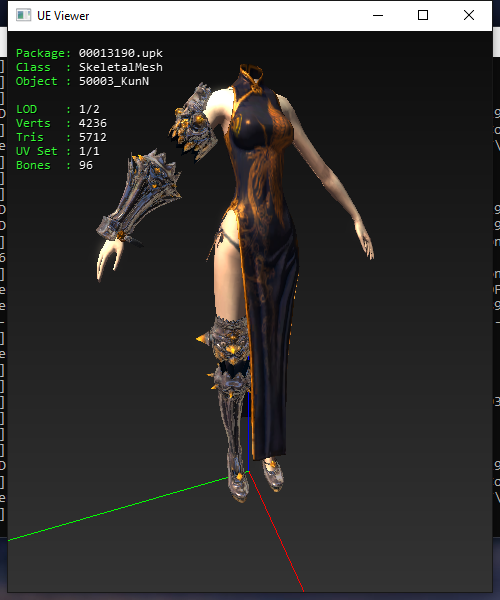 UE Viewer
Package: 00013190.upk
Class : SkeletalMesh
Object : 50003_KunN
LOD : 1/2
Verts : 4236
Tris : 5712
UV Set : 1/1
Bones : 96